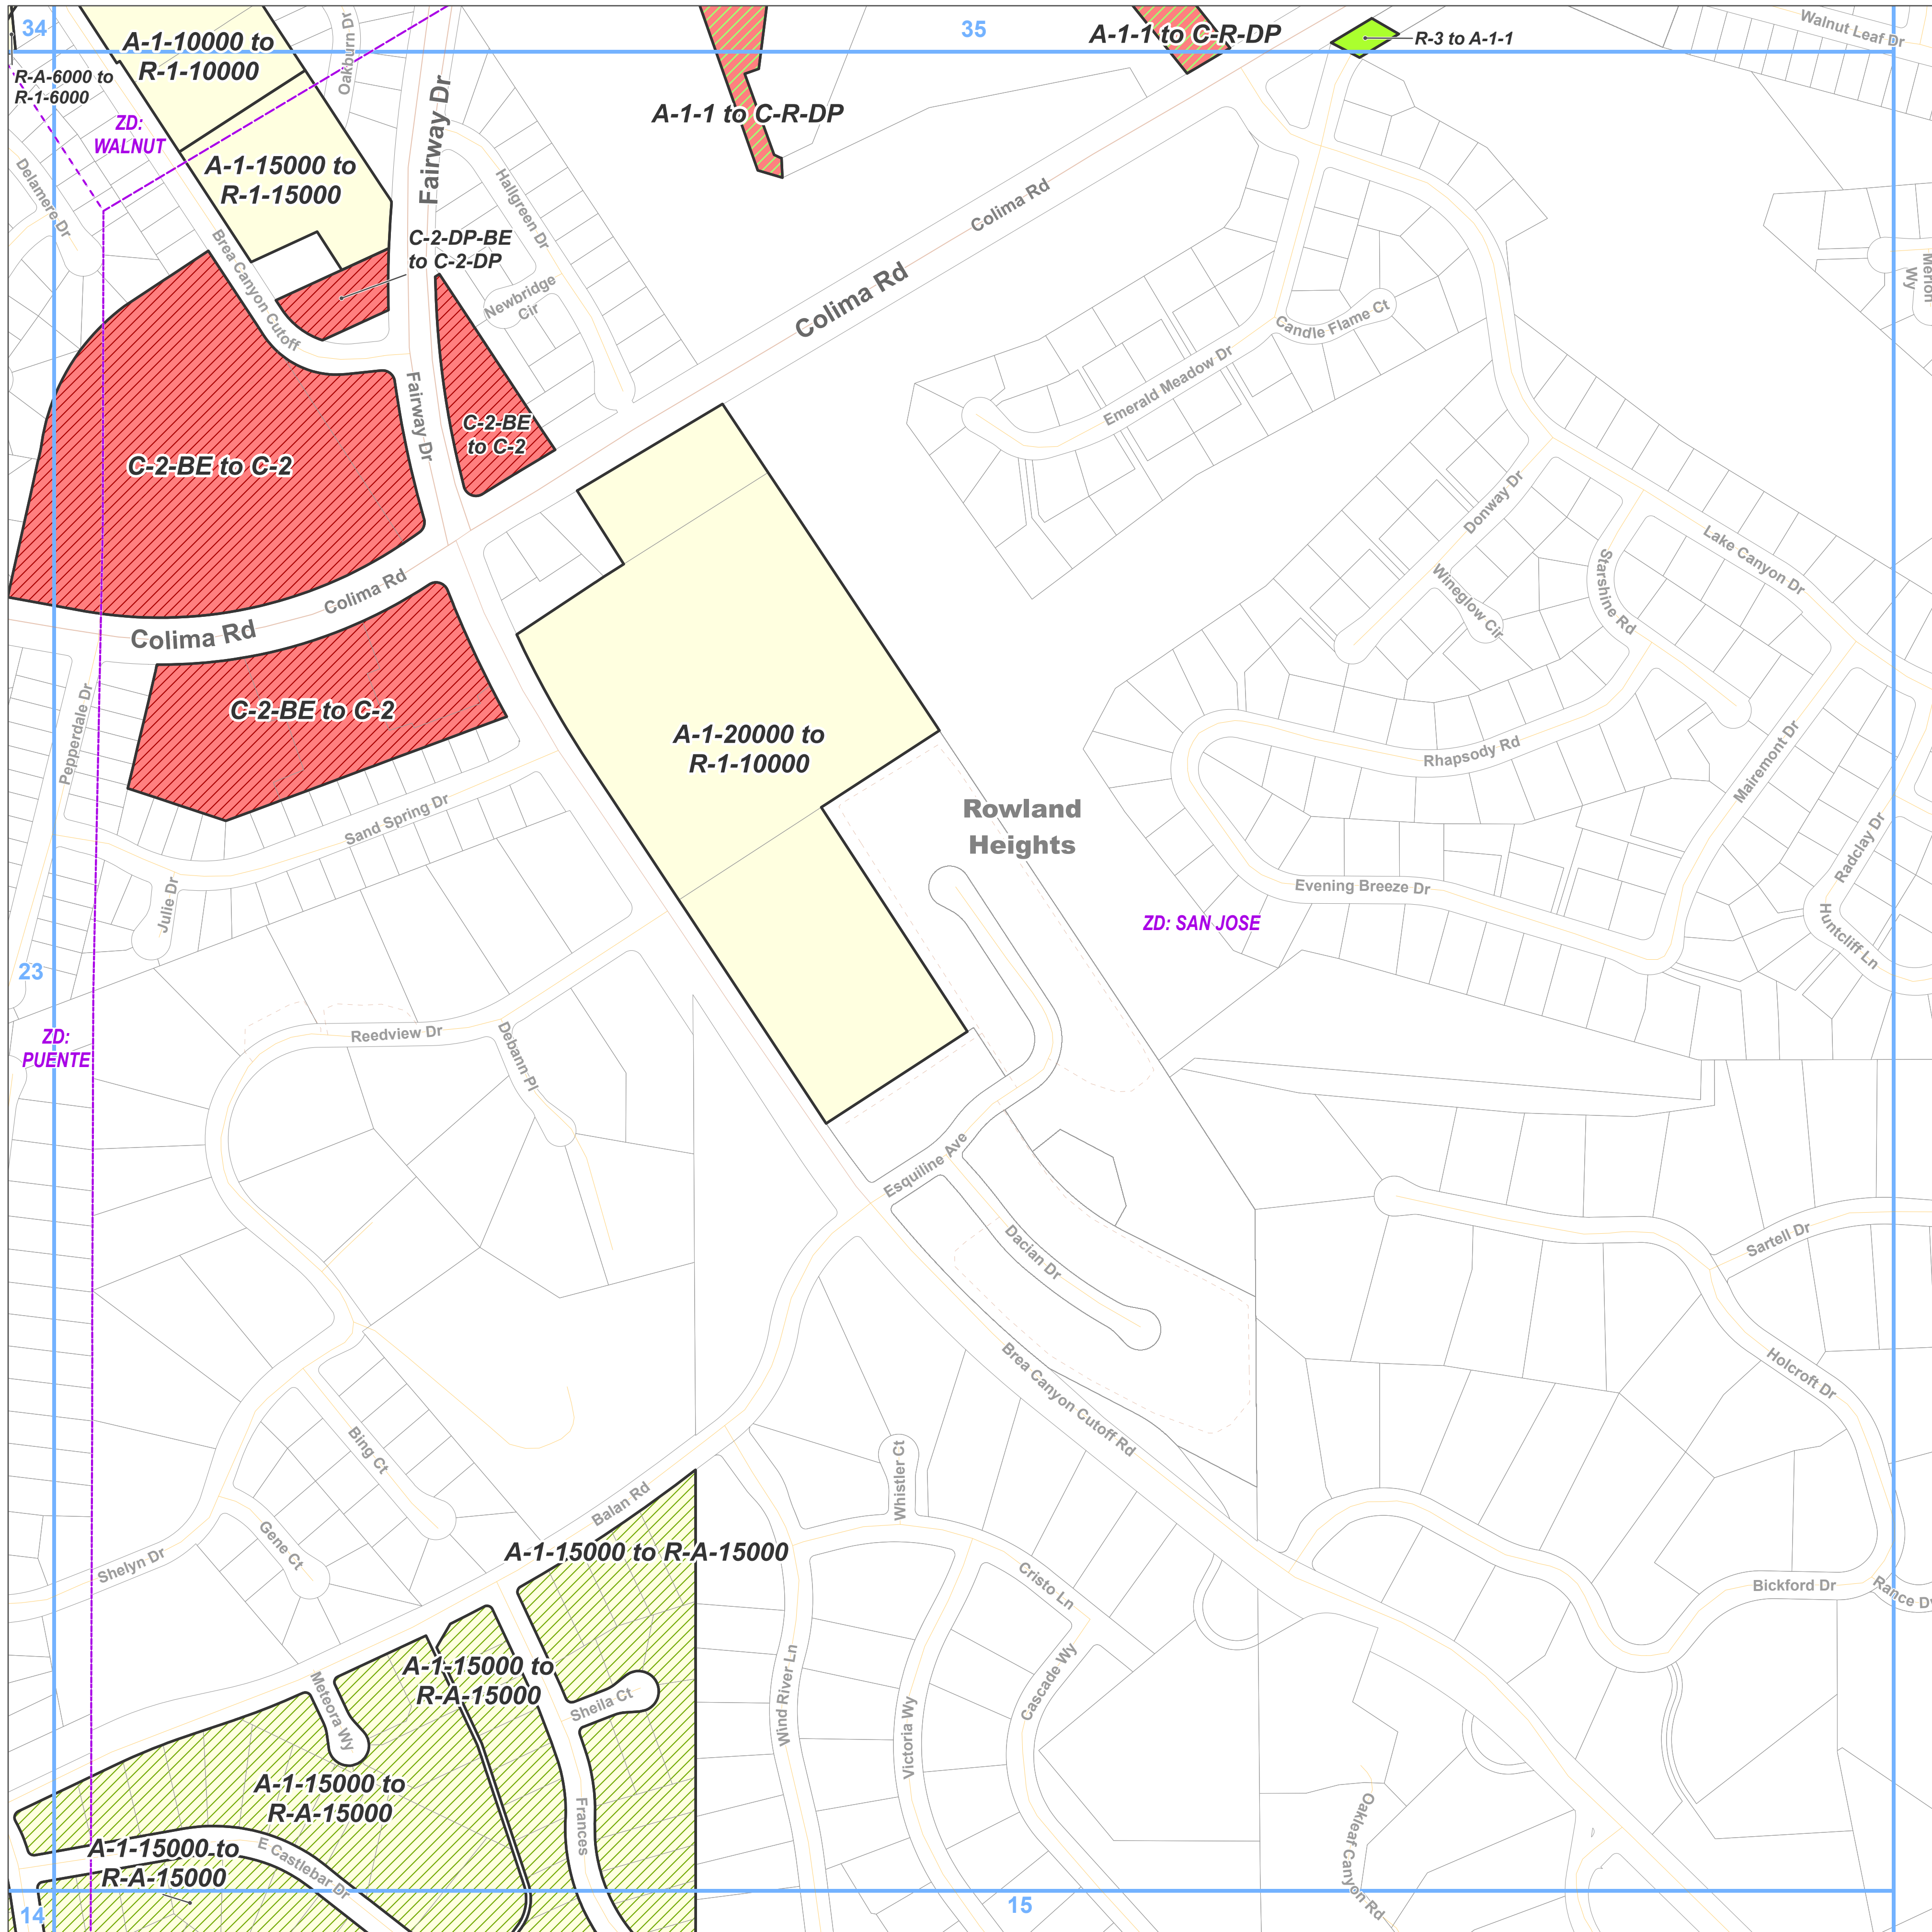 34
35
A-1-10000 to
R-1-10000
Oakburn Dr
A-1-1 to C-R-DP
R-3 to A-1-1
Walnut Leaf Dr
R-A-6000 to
R-1-6000
Fairway Dr
A-1-1 to C-R-DP
ZD:
WALNUT
A-1-15000 to
R-1-15000
Delamere Dr
Hallgreen Dr
Colima Rd
Brea Canyon Cutoff
C-2-DP-BE
to C-2-DP
Merion
Wy
Newbridge
Cir
Colima Rd
Candle Flame Ct
Emerald Meadow Dr
Fairway Dr
C-2-BE
to C-2
C-2-BE to C-2
Donway Dr
Lake Canyon Dr
Starshine Rd
Wineglow Cir
Colima Rd
Colima Rd
C-2-BE to C-2
Pepperdale Dr
A-1-20000 to
R-1-10000
Rhapsody Rd
Mairemont Dr
Sand Spring Dr
Rowland
Heights
Radclay Dr
Evening Breeze Dr
Julie Dr
ZD: SAN JOSE
Huntcliff Ln
23
ZD:
PUENTE
Reedview Dr
Debann Pl
Esquiline Ave
Dacian Dr
Sartell Dr
Brea Canyon Cutoff Rd
Holcroft Dr
Bing Ct
Whistler Ct
Balan Rd
Gene Ct
Shelyn Dr
A-1-15000 to R-A-15000
Cristo Ln
Bickford Dr
Rance Dr
A-1-15000 to
R-A-15000
Meteora Wy
Sheila Ct
Wind River Ln
Victoria Wy
Cascade Wy
A-1-15000 to
R-A-15000
Frances
Oakleaf Canyon Rd
A-1-15000 to
R-A-15000
E Castlebar Dr
14
15